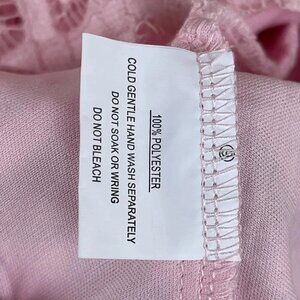 100% POLYESTER
COLD GENTLE HAND WASH SEPARATELY
DO NOT SOAK OR WRING
DO NOT BLEACH